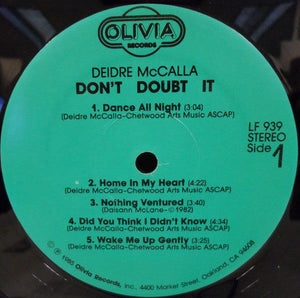 OLIVIA
RECORDS
DEIDRE McCALLA
DON'T DOUBT IT
1. Dance All Night (3:04)
(Deidre McCalla-Chetwood Arts Music ASCAP)
LF 939
STEREO
Side 1
2. Home In My Heart (4:22)
(Deidre McCalla-Chetwood Arts Music ASCAP)
3. Noihing Ventured (3:40)
(Daisann McLane-©1982)
4. Did You Think I Didn't Know (4:34)
(Deidre McCalla-Chetwood Arts Music ASCAP)
5. Wake Me Up Gently (3:25)
(Deidre McCalla-Chetwood Arts Music ASCAP)
© ℗ 1985 Olivia Records, Inc., 4400 Market Street, Oakland, CA 94608